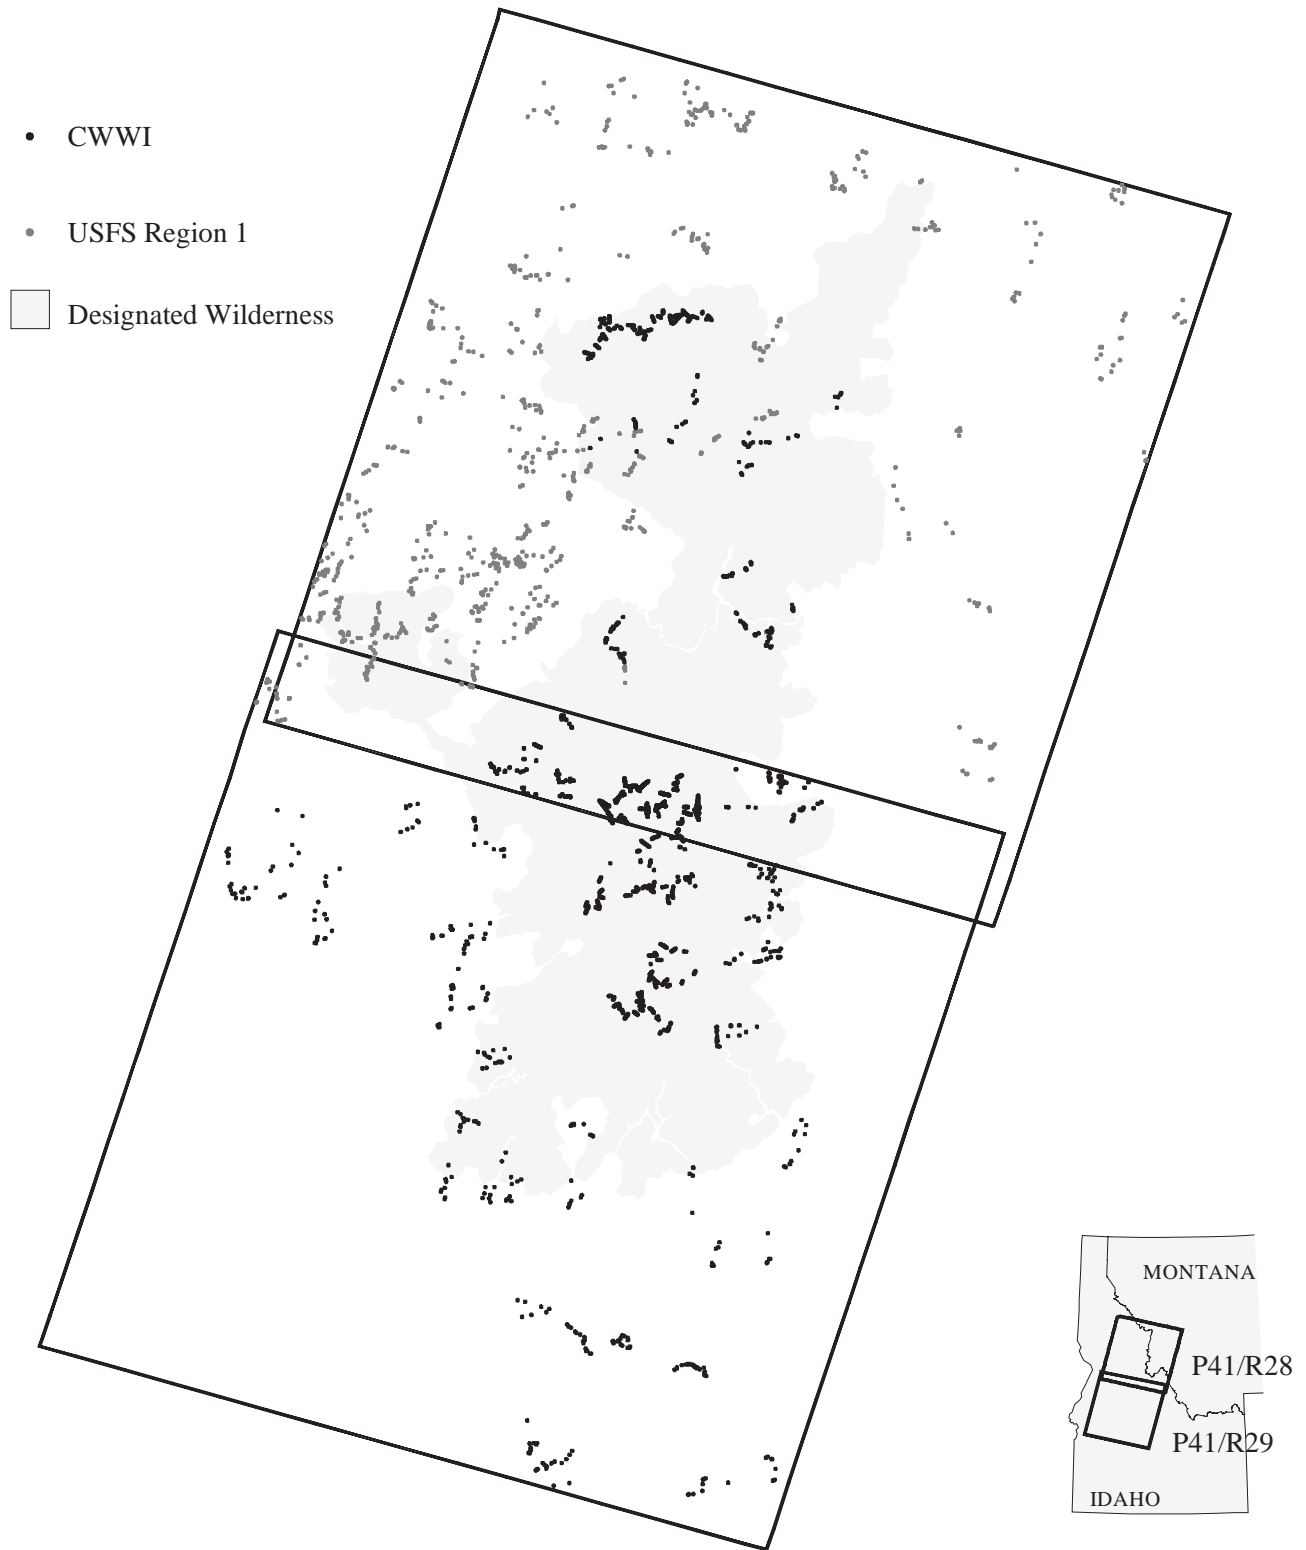 CWWI
USFS Region 1
Designated Wilderness
MONTANA
P41/R28
P41/R29
IDAHO